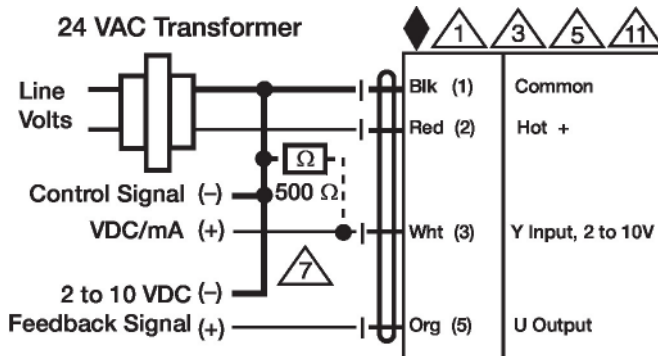 24 VAC Transformer
1 3 5 11
Line
Volts
Blk (1) Common
Red (2) Hot +
Ω
500 Ω
Control Signal (–)
VDC/mA (+)
Wht (3) Y Input, 2 to 10V
7
2 to 10 VDC (–)
Feedback Signal (+)
Org (5) U Output